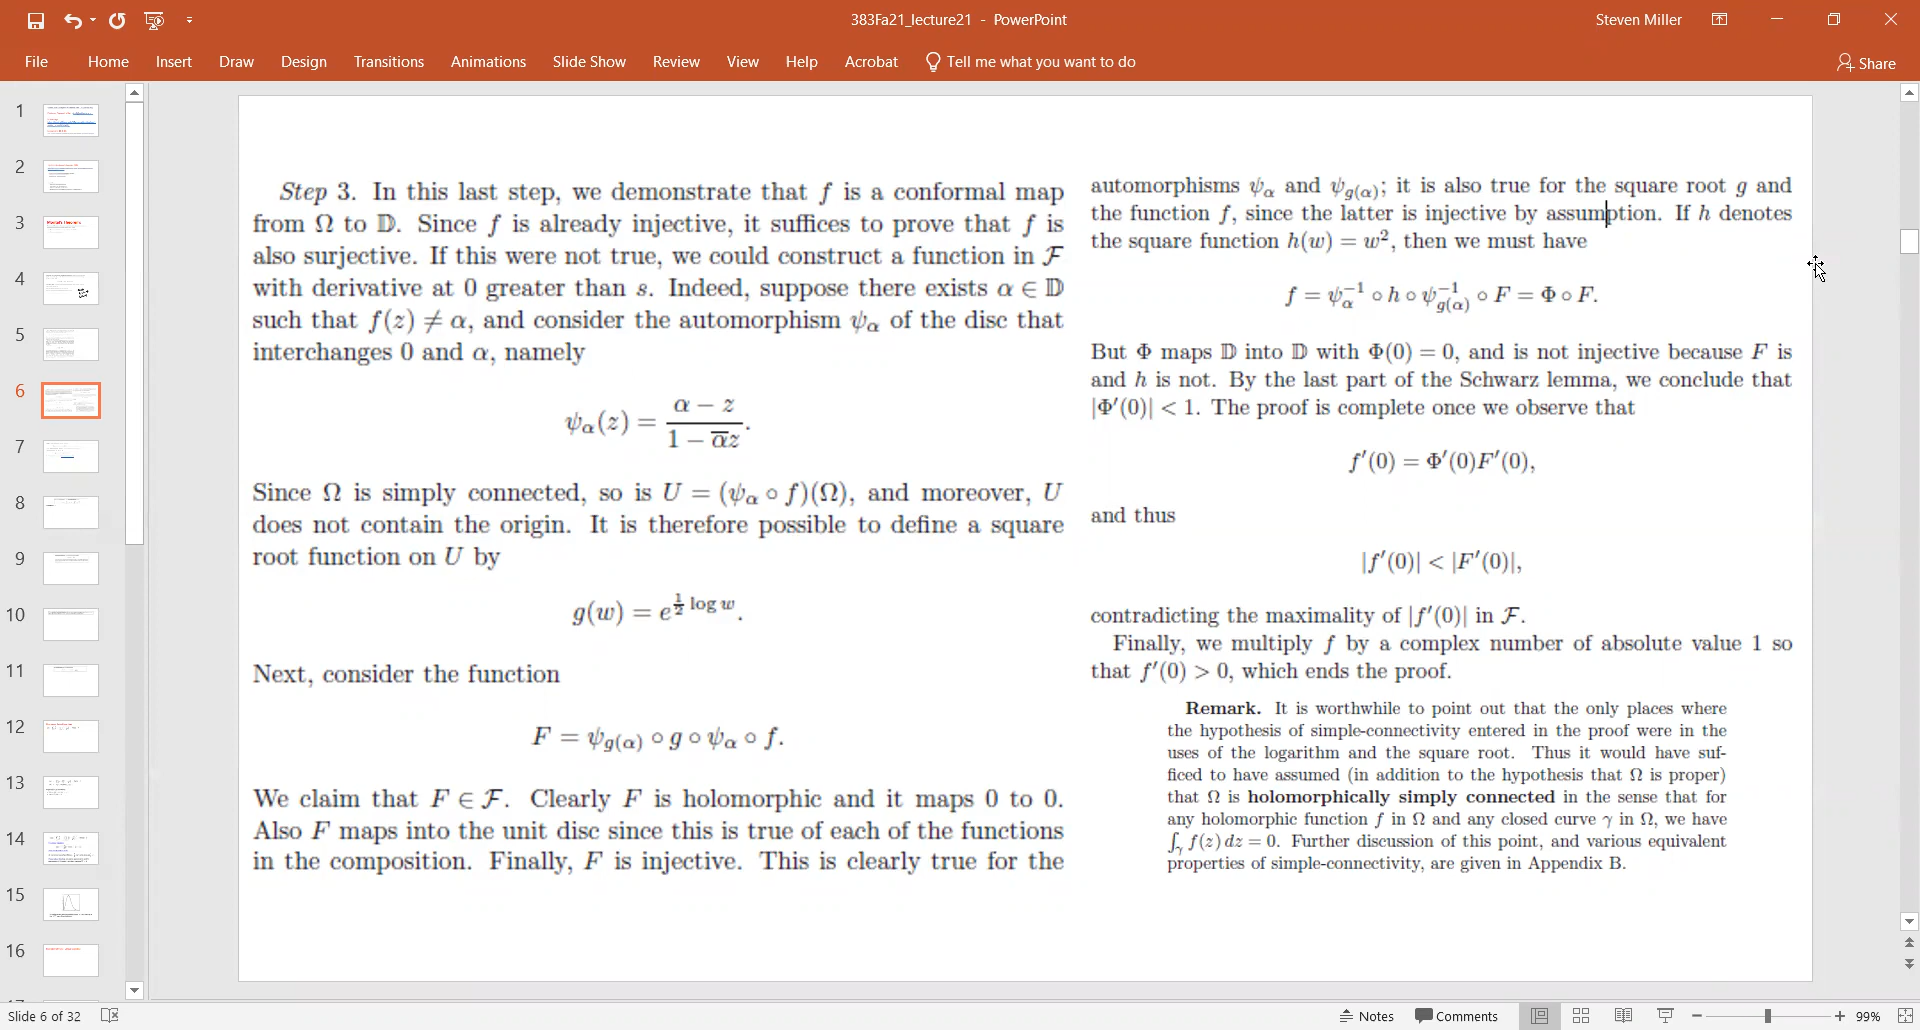 383Fa21_lecture21 - PowerPoint
Steven Miller
File Home Insert Draw Design Transitions Animations Slide Show Review View Help Acrobat Tell me what you want to do
Share
1
2
3
4
5
6
7
8
9
10
11
12
13
14
15
16
Step 3. In this last step, we demonstrate that f is a conformal map
from Ω to 𝔻. Since f is already injective, it suffices to prove that f is
also surjective. If this were not true, we could construct a function in ℱ
with derivative at 0 greater than s. Indeed, suppose there exists α ∈ 𝔻
such that f(z) ≠ α, and consider the automorphism ψ_α of the disc that
interchanges 0 and α, namely
ψ_α(z) = (α − z)/(1 − ᾱz).
Since Ω is simply connected, so is U = (ψ_α ∘ f)(Ω), and moreover, U
does not contain the origin. It is therefore possible to define a square
root function on U by
g(w) = e^{½ log w}.
Next, consider the function
F = ψ_{g(α)} ∘ g ∘ ψ_α ∘ f.
We claim that F ∈ ℱ. Clearly F is holomorphic and it maps 0 to 0.
Also F maps into the unit disc since this is true of each of the functions
in the composition. Finally, F is injective. This is clearly true for the
automorphisms ψ_α and ψ_{g(α)}; it is also true for the square root g and
the function f, since the latter is injective by assumption. If h denotes
the square function h(w) = w², then we must have
f = ψ_α^{−1} ∘ h ∘ ψ_{g(α)}^{−1} ∘ F = Φ ∘ F.
But Φ maps 𝔻 into 𝔻 with Φ(0) = 0, and is not injective because F is
and h is not. By the last part of the Schwarz lemma, we conclude that
|Φ′(0)| < 1. The proof is complete once we observe that
f′(0) = Φ′(0)F′(0),
and thus
|f′(0)| < |F′(0)|,
contradicting the maximality of |f′(0)| in ℱ.
Finally, we multiply f by a complex number of absolute value 1 so
that f′(0) > 0, which ends the proof.
Remark. It is worthwhile to point out that the only places where
the hypothesis of simple-connectivity entered in the proof were in the
uses of the logarithm and the square root. Thus it would have suf-
ficed to have assumed (in addition to the hypothesis that Ω is proper)
that Ω is holomorphically simply connected in the sense that for
any holomorphic function f in Ω and any closed curve γ in Ω, we have
∫_γ f(z) dz = 0. Further discussion of this point, and various equivalent
properties of simple-connectivity, are given in Appendix B.
Slide 6 of 32
Notes Comments 99%